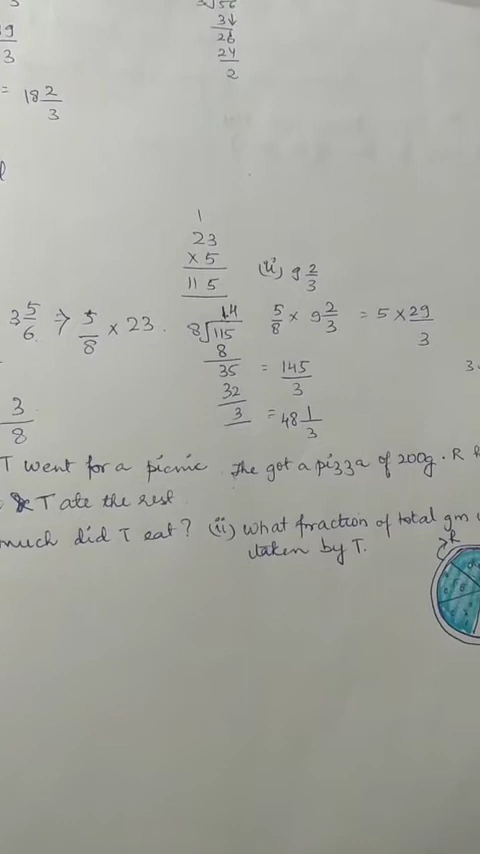 56
39
3↓
3
26
24
2
= 18 2/3
1
23
× 5
115
(ii) 9 2/3
3 5/6 ⇒ 5/8 × 23.
14
8√115
8
35
32
3
5/8 × 9 2/3 = 5 × 29/3
= 145/3
= 48 1/3
3/8
T went for a picnic The got a pizza of 200g. R
& T ate the rest
much did T eat? (ii) What fraction of total gm
taken by T.
R